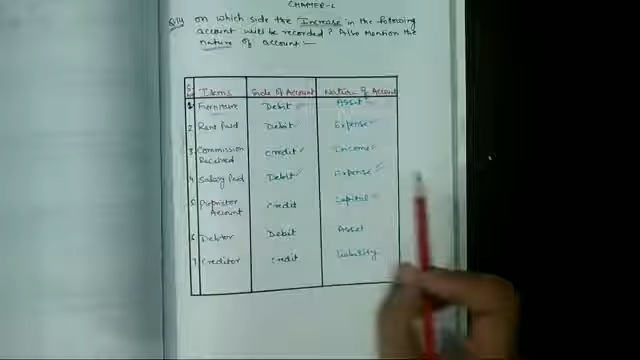 CHAPTER-2
Q.14 on which side the Increase in the following
account will be recorded? Also Mention the
nature of account:-
S.No Items Side of Account Nature of Account
1 Furniture Debit Asset
2 Rent Paid Debit Expense
3 Commission Received Credit Income
4 Salary Paid Debit Expense
5 Proprietor Account Credit Capital
6 Debtor Debit Asset
7 Creditor Credit Liability